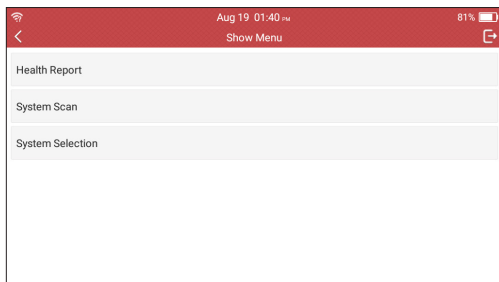 Aug 19 01:40 PM
81%
Show Menu
Health Report
System Scan
System Selection